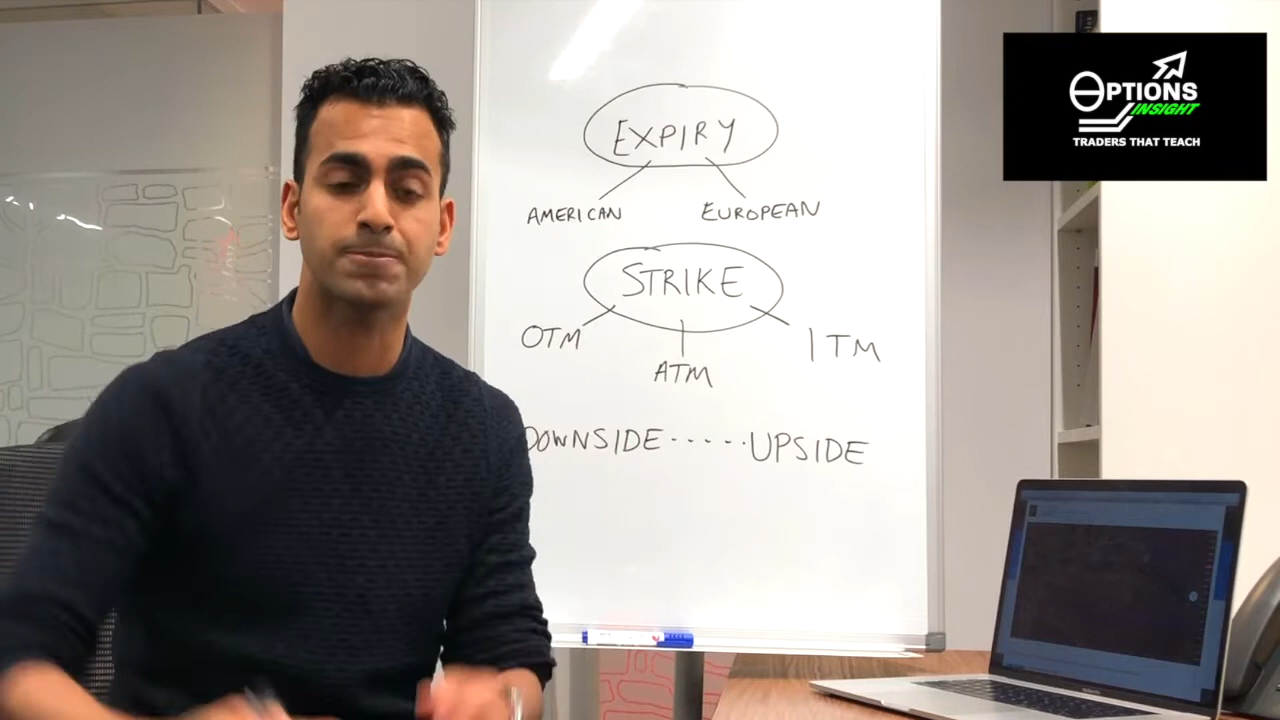 EXPIRY
AMERICAN EUROPEAN
STRIKE
OTM ATM ITM
DOWNSIDE ····· UPSIDE
OPTIONS
INSIGHT
TRADERS THAT TEACH